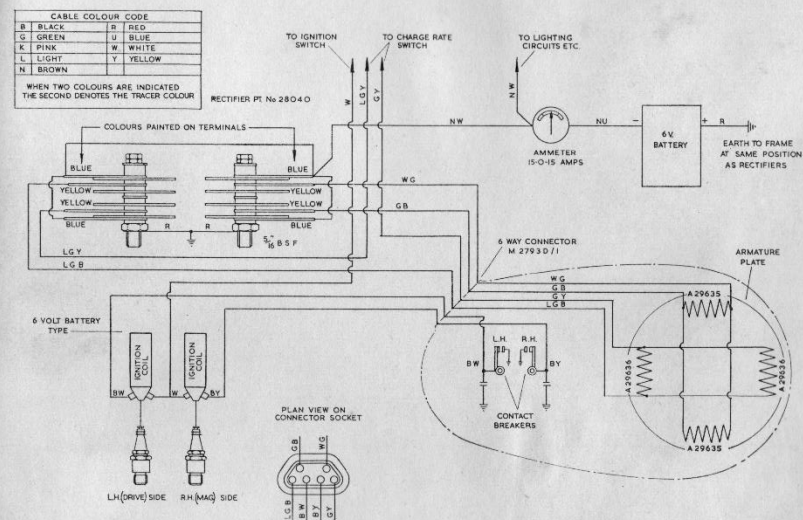 CABLE COLOUR CODE
B BLACK R RED
G GREEN U BLUE
K PINK W WHITE
L LIGHT Y YELLOW
N BROWN
WHEN TWO COLOURS ARE INDICATED
THE SECOND DENOTES THE TRACER COLOUR
RECTIFIER PT. No 28040
TO IGNITION
SWITCH
TO CHARGE RATE
SWITCH
TO LIGHTING
CIRCUITS ETC.
W
LGY
GY
NW
COLOURS PAINTED ON TERMINALS
BLUE
BLUE
YELLOW
YELLOW
YELLOW
YELLOW
BLUE
BLUE
R
R
5/16" B S F
NW
AMMETER
15-0-15 AMPS
NU
-
6V.
BATTERY
+
R
EARTH TO FRAME
AT SAME POSITION
AS RECTIFIERS
WG
GB
LGY
LGB
6 WAY CONNECTOR
M 2793 D/1
ARMATURE
PLATE
WG
GB
GY
LGB
A29635
A29636
A29636
A29635
6 VOLT BATTERY
TYPE
IGNITION
COIL
IGNITION
COIL
BW
W
BY
L.H.
R.H.
BW
BY
CONTACT
BREAKERS
L.H.(DRIVE) SIDE
R.H.(MAG) SIDE
PLAN VIEW ON
CONNECTOR SOCKET
GB
WG
LGB
BW
BY
GY